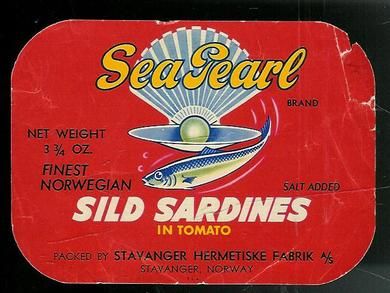 Sea Pearl
BRAND
NET WEIGHT
3 3/4 OZ.
FINEST
NORWEGIAN
SALT ADDED
SILD SARDINES
IN TOMATO
PACKED BY STAVANGER HERMETISKE FABRIK A/S
STAVANGER, NORWAY